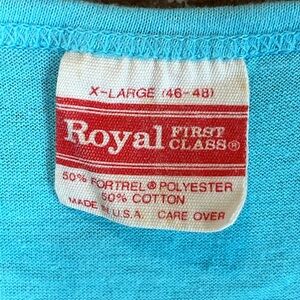 X-LARGE (46-48)
Royal FIRST CLASS®
50% FORTREL® POLYESTER
50% COTTON
MADE IN U.S.A. CARE OVER